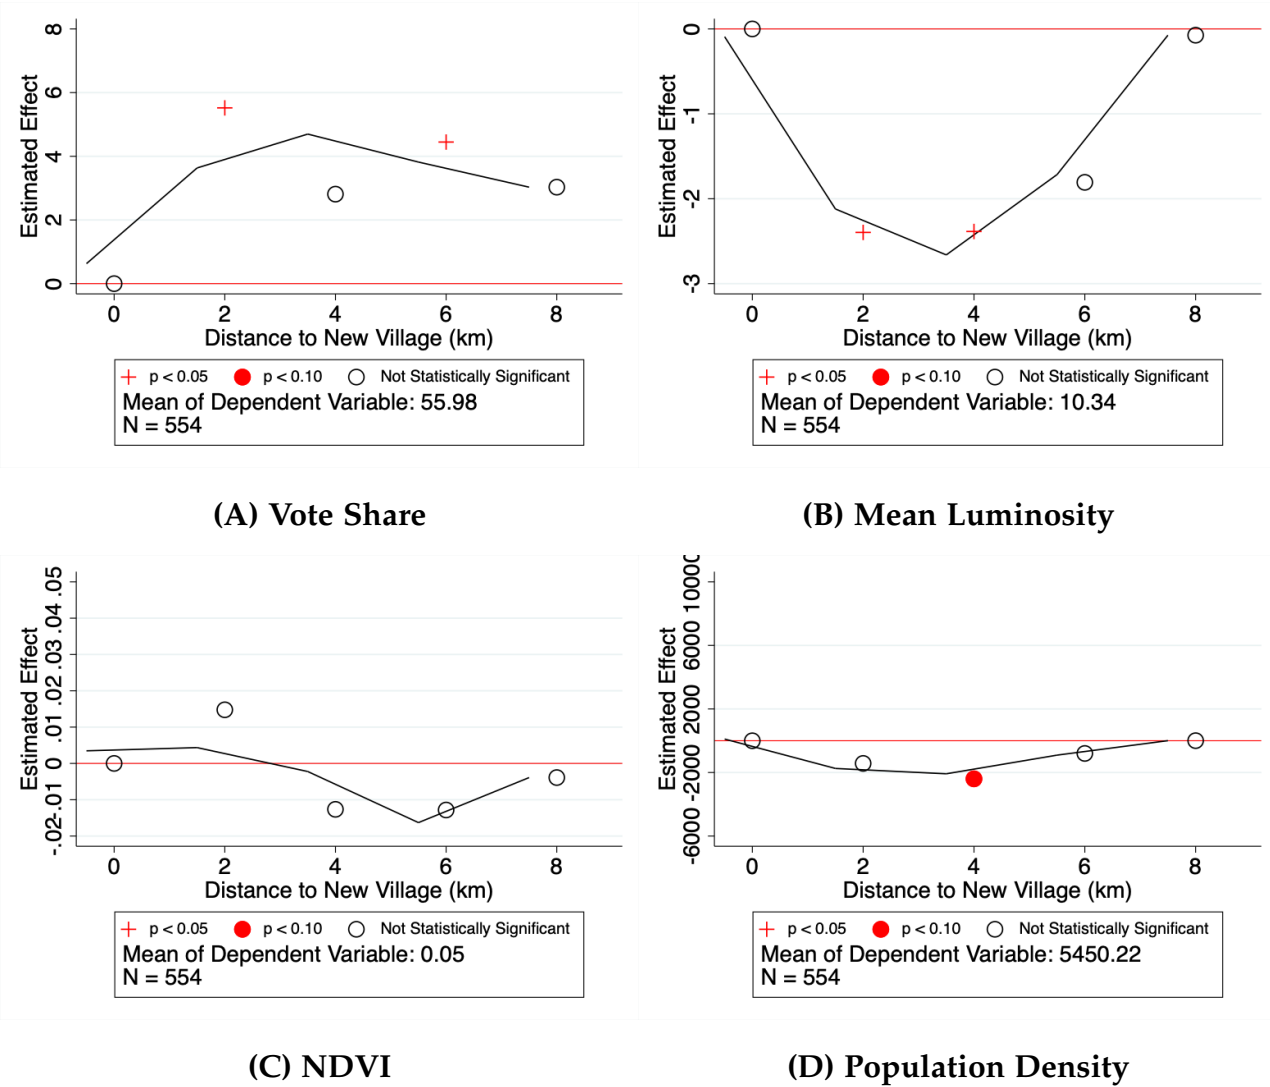 8
6
4
2
0
Estimated Effect
0 2 4 6 8
Distance to New Village (km)
p < 0.05 p < 0.10 Not Statistically Significant
Mean of Dependent Variable: 55.98
N = 554
(A) Vote Share
0
-1
-2
-3
Estimated Effect
0 2 4 6 8
Distance to New Village (km)
p < 0.05 p < 0.10 Not Statistically Significant
Mean of Dependent Variable: 10.34
N = 554
(B) Mean Luminosity
.05
.04
.03
.02
.01
0
-.01
-.02
Estimated Effect
0 2 4 6 8
Distance to New Village (km)
p < 0.05 p < 0.10 Not Statistically Significant
Mean of Dependent Variable: 0.05
N = 554
(C) NDVI
10000
6000
2000
-2000
-6000
Estimated Effect
0 2 4 6 8
Distance to New Village (km)
p < 0.05 p < 0.10 Not Statistically Significant
Mean of Dependent Variable: 5450.22
N = 554
(D) Population Density